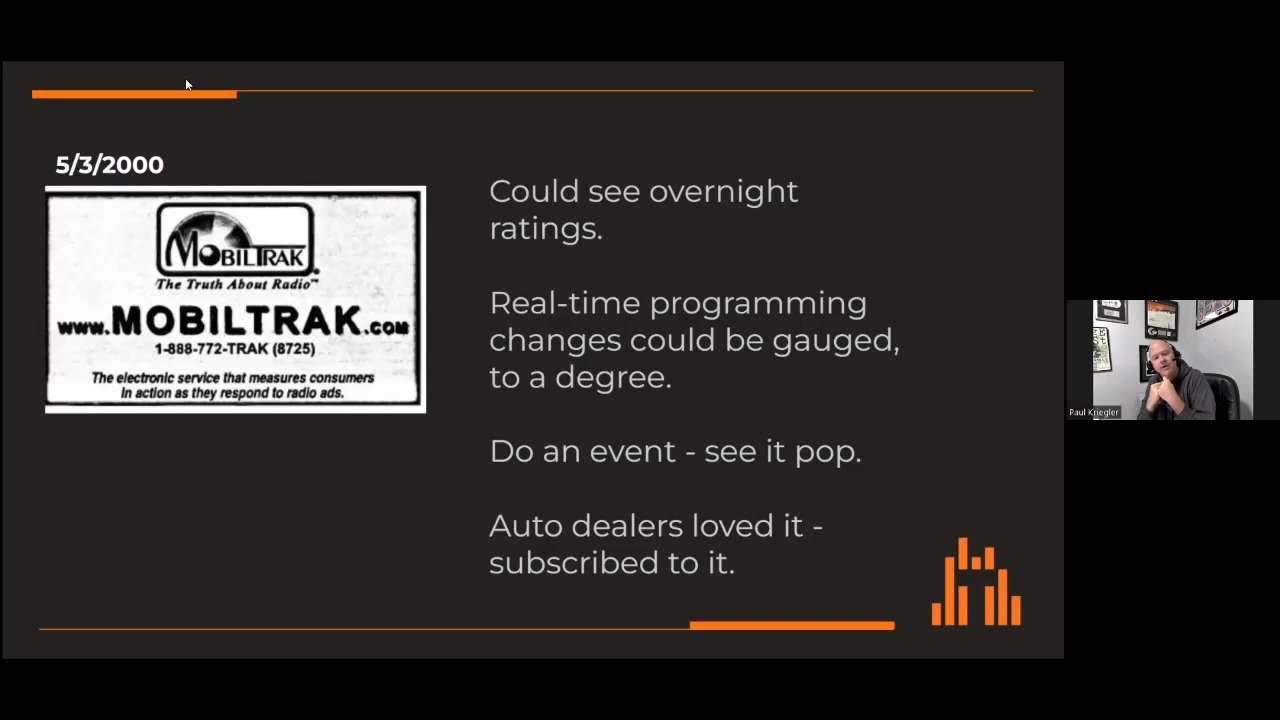 5/3/2000
MOBILTRAK
The Truth About Radio™
www.MOBILTRAK.com
1-888-772-TRAK (8725)
The electronic service that measures consumers
in action as they respond to radio ads.
Could see overnight
ratings.
Real-time programming
changes could be gauged,
to a degree.
Do an event - see it pop.
Auto dealers loved it -
subscribed to it.
Paul Kriegler